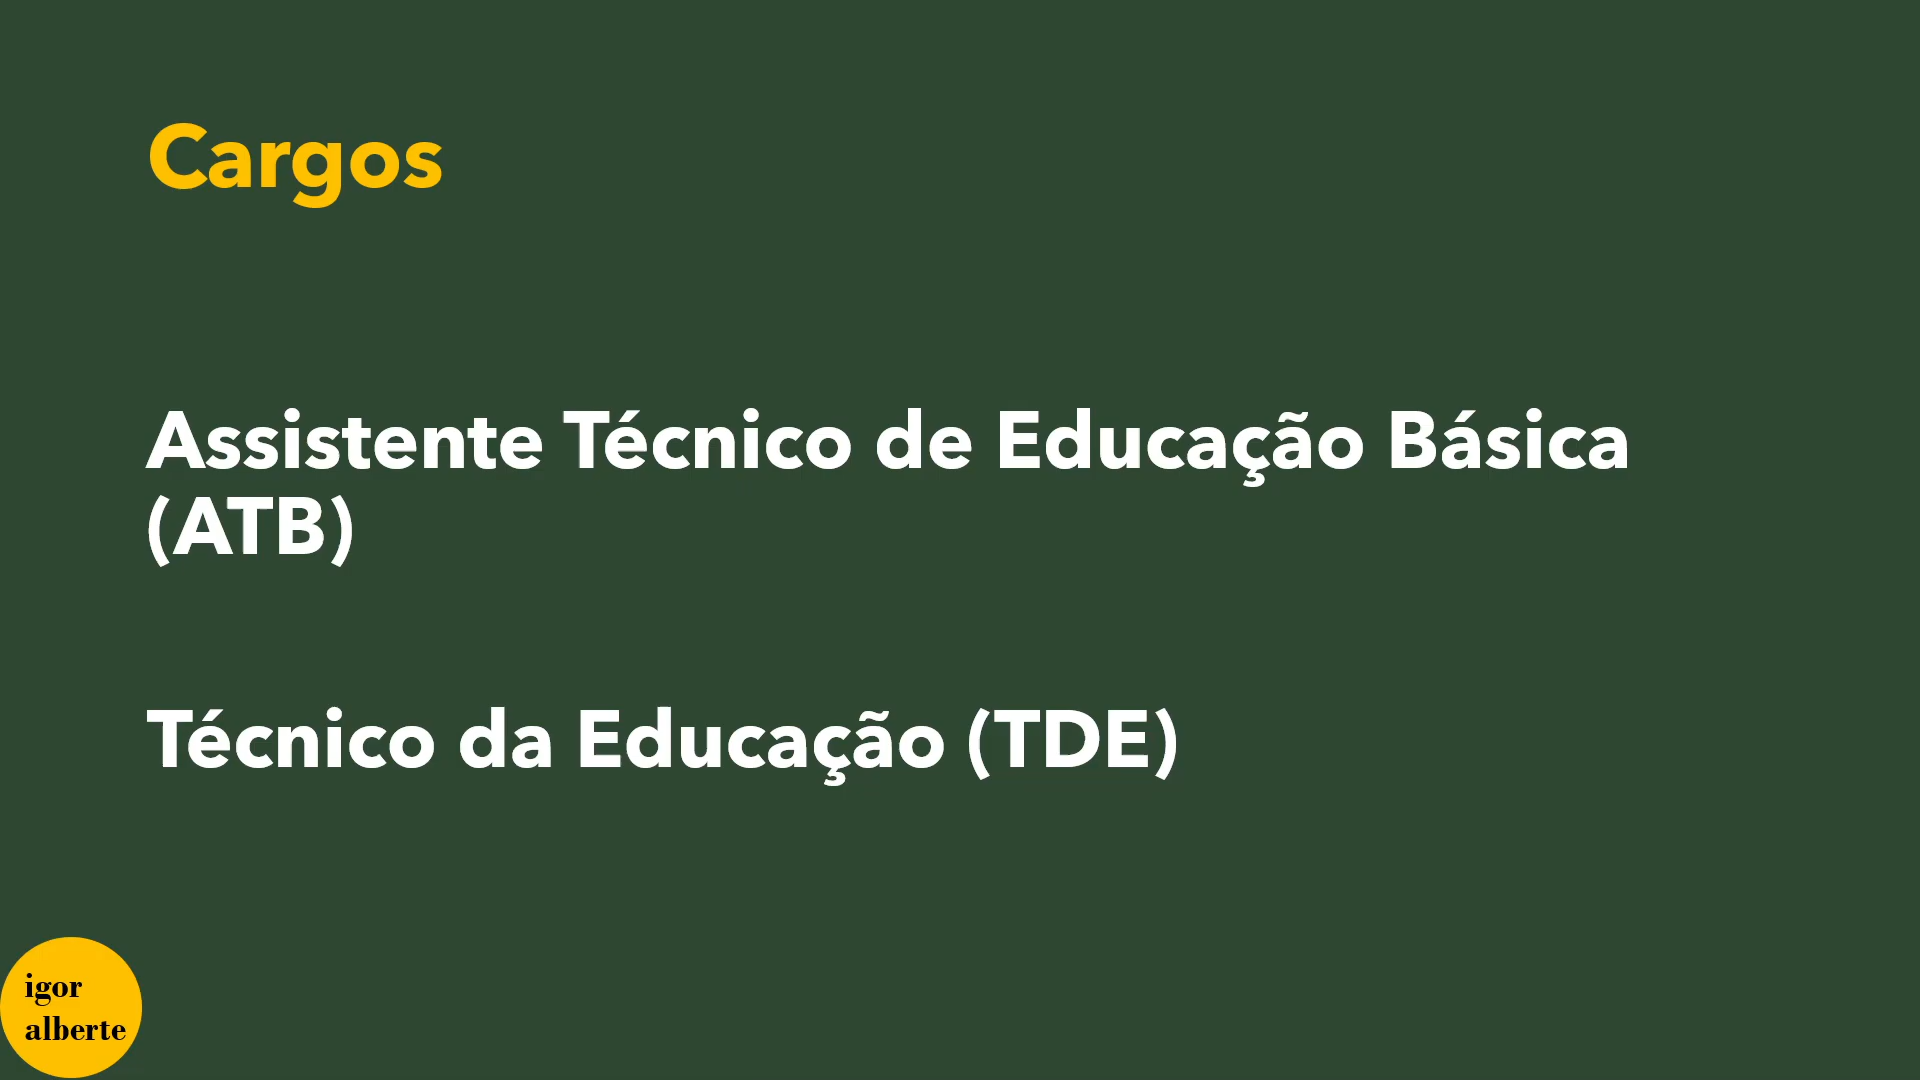 Cargos
Assistente Técnico de Educação Básica
(ATB)
Técnico da Educação (TDE)
igor
alberte